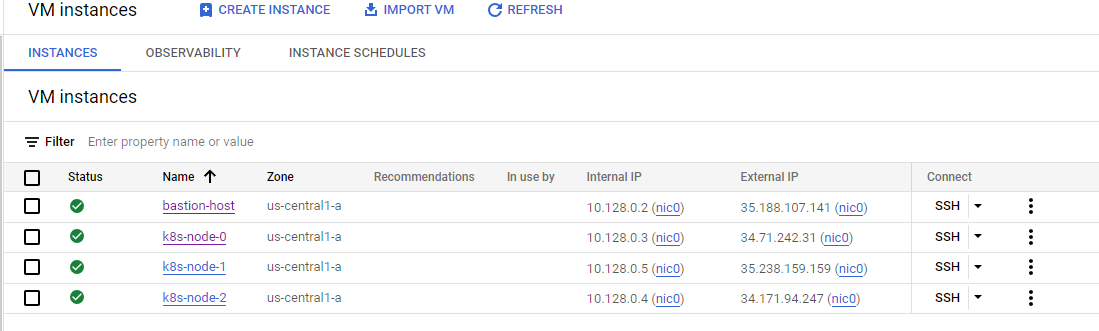 VM instances CREATE INSTANCE IMPORT VM REFRESH
INSTANCES OBSERVABILITY INSTANCE SCHEDULES
VM instances
Filter Enter property name or value
Status Name Zone Recommendations In use by Internal IP External IP Connect
bastion-host us-central1-a 10.128.0.2 (nic0) 35.188.107.141 (nic0) SSH
k8s-node-0 us-central1-a 10.128.0.3 (nic0) 34.71.242.31 (nic0) SSH
k8s-node-1 us-central1-a 10.128.0.5 (nic0) 35.238.159.159 (nic0) SSH
k8s-node-2 us-central1-a 10.128.0.4 (nic0) 34.171.94.247 (nic0) SSH